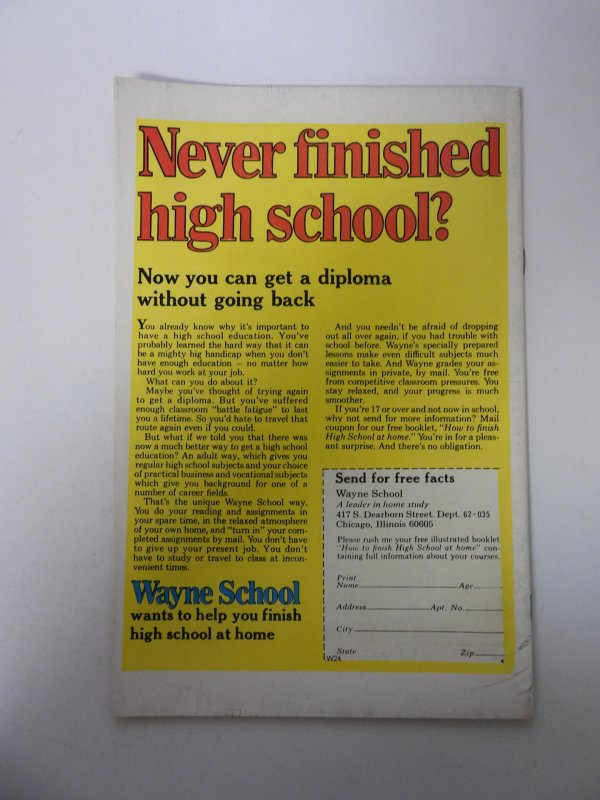 Never finished
high school?
Now you can get a diploma
without going back
You already know why it's important to
have a high school education. You've
probably learned the hard way that it can
be a mighty big handicap when you don't
have enough education — no matter how
hard you work at your job.
What can you do about it?
Maybe you've thought of trying again
to get a diploma. But you've suffered
enough classroom "battle fatigue" to last
you a lifetime. So you'd hate to travel that
route again even if you could.
But what if we told you that there was
now a much better way to get a high school
education? An adult way, which gives you
regular high school subjects and your choice
of practical business and vocational subjects
which give you background for one of a
number of career fields.
That's the unique Wayne School way.
You do your reading and assignments in
your spare time, in the relaxed atmosphere
of your own home, and "turn in" your com-
pleted assignments by mail. You don't have
to give up your present job. You don't
have to study or travel to class at incon-
venient times.
Wayne School
wants to help you finish
high school at home
And you needn't be afraid of dropping
out all over again, if you had trouble with
school before. Wayne's specially prepared
lessons make even difficult subjects much
easier to take. And Wayne grades your as-
signments in private, by mail. You're free
from competitive classroom pressures. You
stay relaxed, and your progress is much
smoother.
If you're 17 or over and not now in school,
why not send for more information? Mail
coupon for our free booklet, "How to finish
High School at home." You're in for a pleas-
ant surprise. And there's no obligation.
Send for free facts
Wayne School
A leader in home study
417 S. Dearborn Street. Dept. 62-035
Chicago, Illinois 60605
Please rush me your free illustrated booklet
"How to finish High School at home" con-
taining full information about your courses.
Print
Name Age
Address Apt. No.
City
State Zip
W24 4